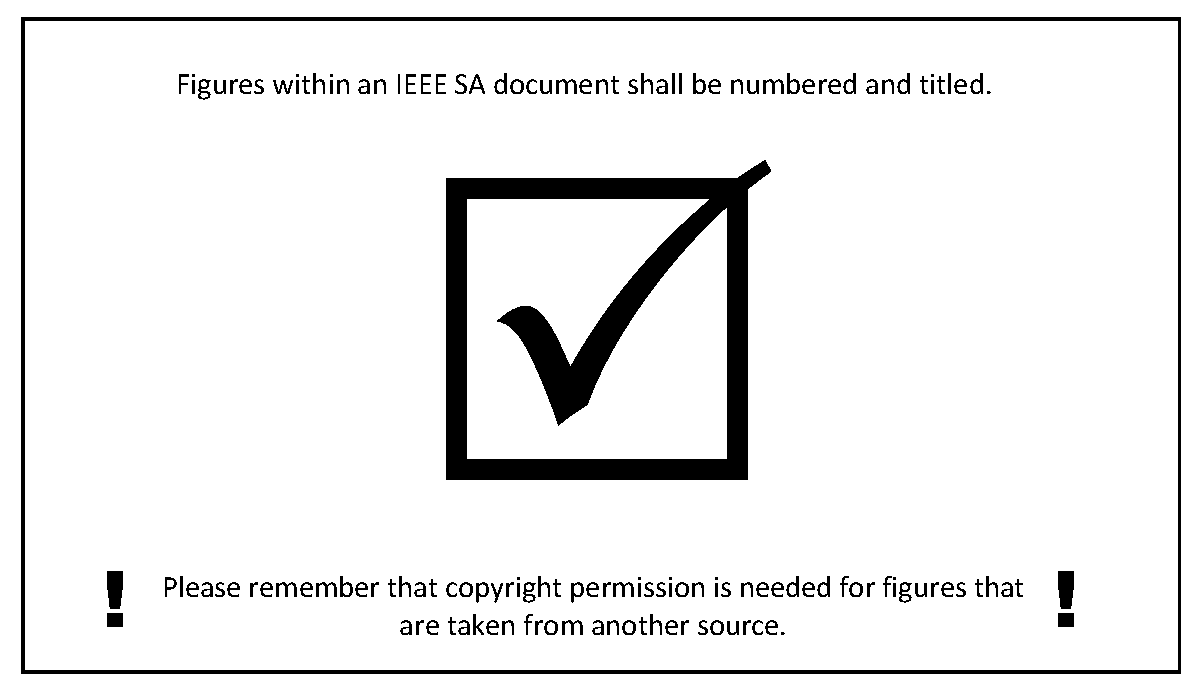 Figures within an IEEE SA document shall be numbered and titled.
! Please remember that copyright permission is needed for figures that !
are taken from another source.